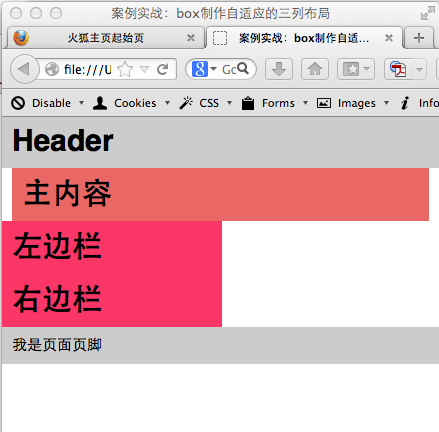 案例实战：box制作自适应的三列布局
火狐主页起始页
案例实战：box制作自适...
file:///U
Gc
Disable
Cookies
CSS
Forms
Images
Info
Header
主内容
左边栏
右边栏
我是页面页脚